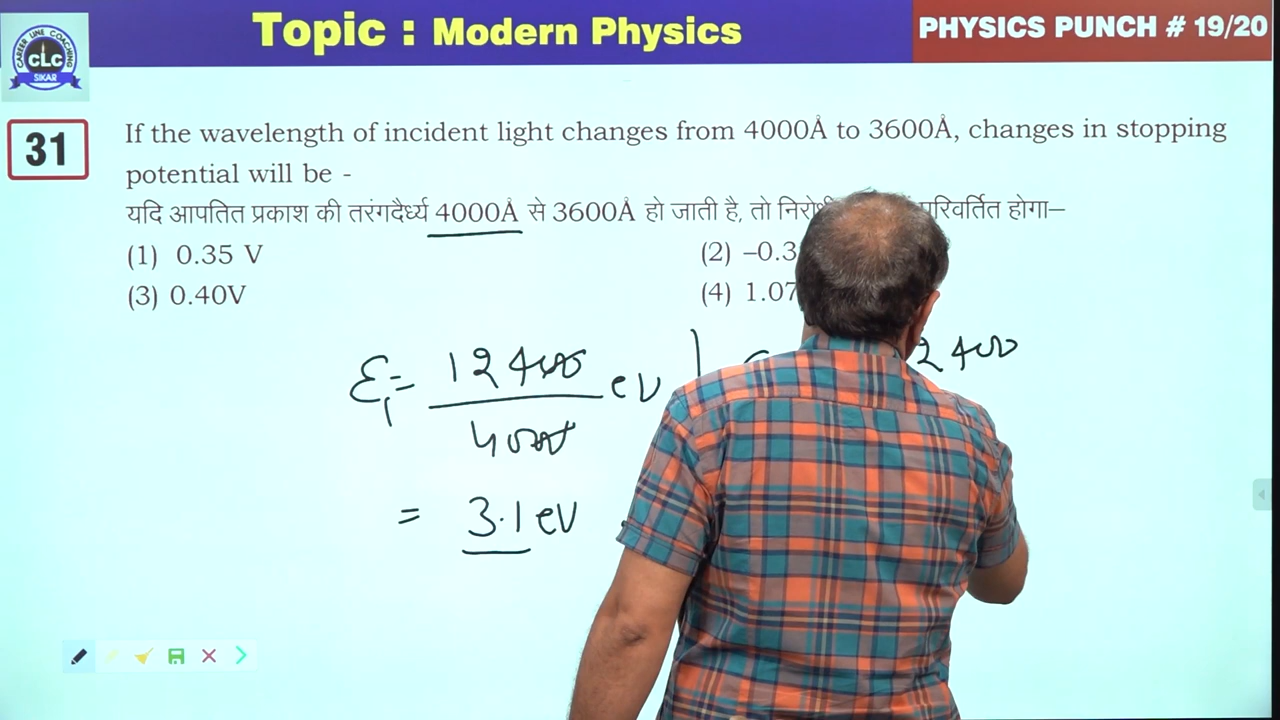 CAREER LINE COACHING
CLC
SIKAR
Topic : Modern Physics
PHYSICS PUNCH # 19/20
31
If the wavelength of incident light changes from 4000Å to 3600Å, changes in stopping
potential will be -
यदि आपतित प्रकाश की तरंगदैर्ध्य 4000Å से 3600Å हो जाती है, तो परिवर्तित होगा–
(1) 0.35 V
(2) –0.3
(3) 0.40V
(4) 1.07
ε₁ = 12400 eV
4000
= 3.1 eV
2400